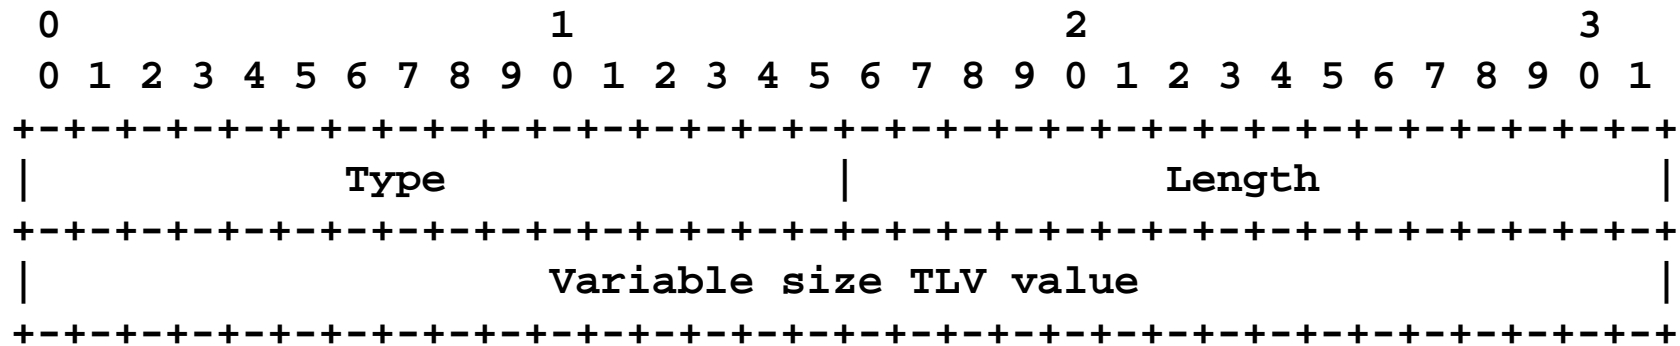 0                   1                   2                   3
 0 1 2 3 4 5 6 7 8 9 0 1 2 3 4 5 6 7 8 9 0 1 2 3 4 5 6 7 8 9 0 1
+-+-+-+-+-+-+-+-+-+-+-+-+-+-+-+-+-+-+-+-+-+-+-+-+-+-+-+-+-+-+-+-+
|            Type               |            Length             |
+-+-+-+-+-+-+-+-+-+-+-+-+-+-+-+-+-+-+-+-+-+-+-+-+-+-+-+-+-+-+-+-+
|                    Variable size TLV value                    |
+-+-+-+-+-+-+-+-+-+-+-+-+-+-+-+-+-+-+-+-+-+-+-+-+-+-+-+-+-+-+-+-+